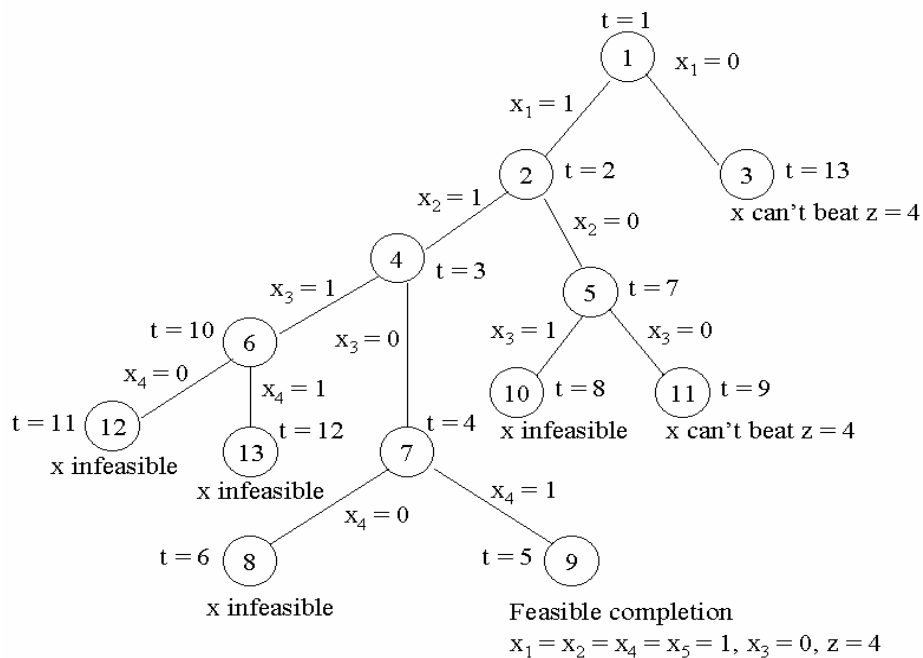 t = 1
1
x₁ = 0
x₁ = 1
2
t = 2
3
t = 13
x can't beat z = 4
x₂ = 1
x₂ = 0
4
t = 3
5
t = 7
x₃ = 1
x₃ = 0
x₃ = 1
x₃ = 0
t = 10
6
x₄ = 0
x₄ = 1
10
t = 8
x infeasible
11
t = 9
x can't beat z = 4
t = 11
12
x infeasible
13
t = 12
x infeasible
t = 4
7
x₄ = 0
x₄ = 1
t = 6
8
x infeasible
t = 5
9
Feasible completion
x₁ = x₂ = x₄ = x₅ = 1, x₃ = 0, z = 4